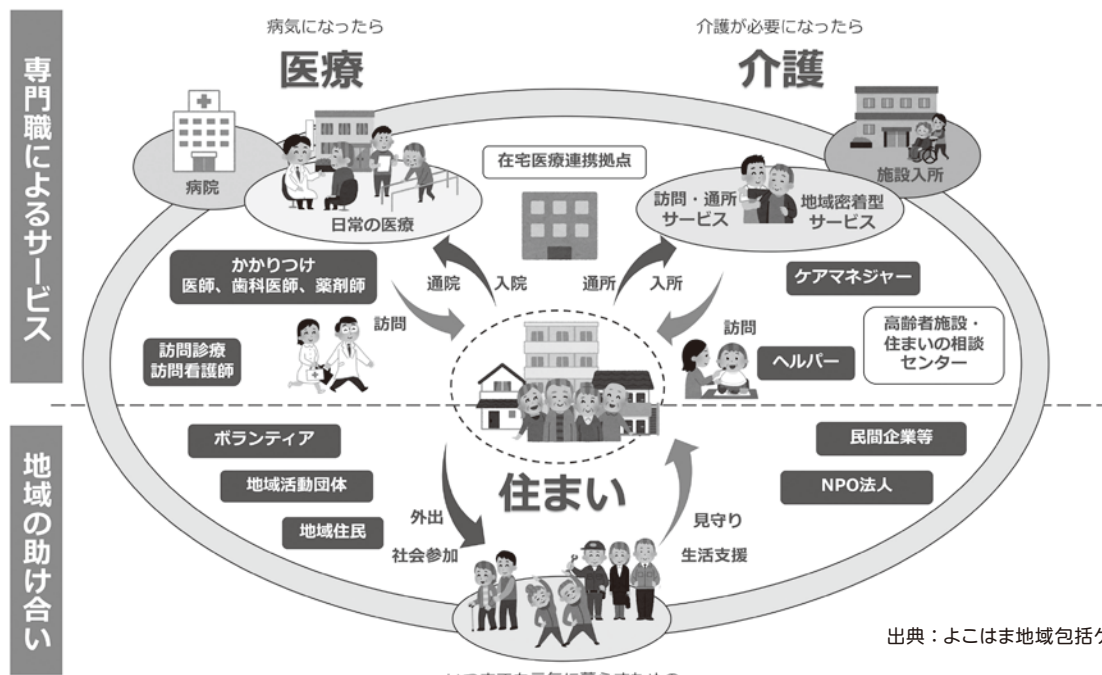 専門職によるサービス
病気になったら
医療
介護が必要になったら
介護
病院
日常の医療
在宅医療連携拠点
訪問・通所
サービス
地域密着型
サービス
施設入所
かかりつけ
医師、歯科医師、薬剤師
通院
入院
通所
入所
ケアマネジャー
訪問
訪問
訪問診療
訪問看護師
ヘルパー
高齢者施設・
住まいの相談
センター
地域の助け合い
ボランティア
地域活動団体
地域住民
住まい
民間企業等
NPO法人
外出
社会参加
見守り
生活支援
出典：よこはま地域包括ケ